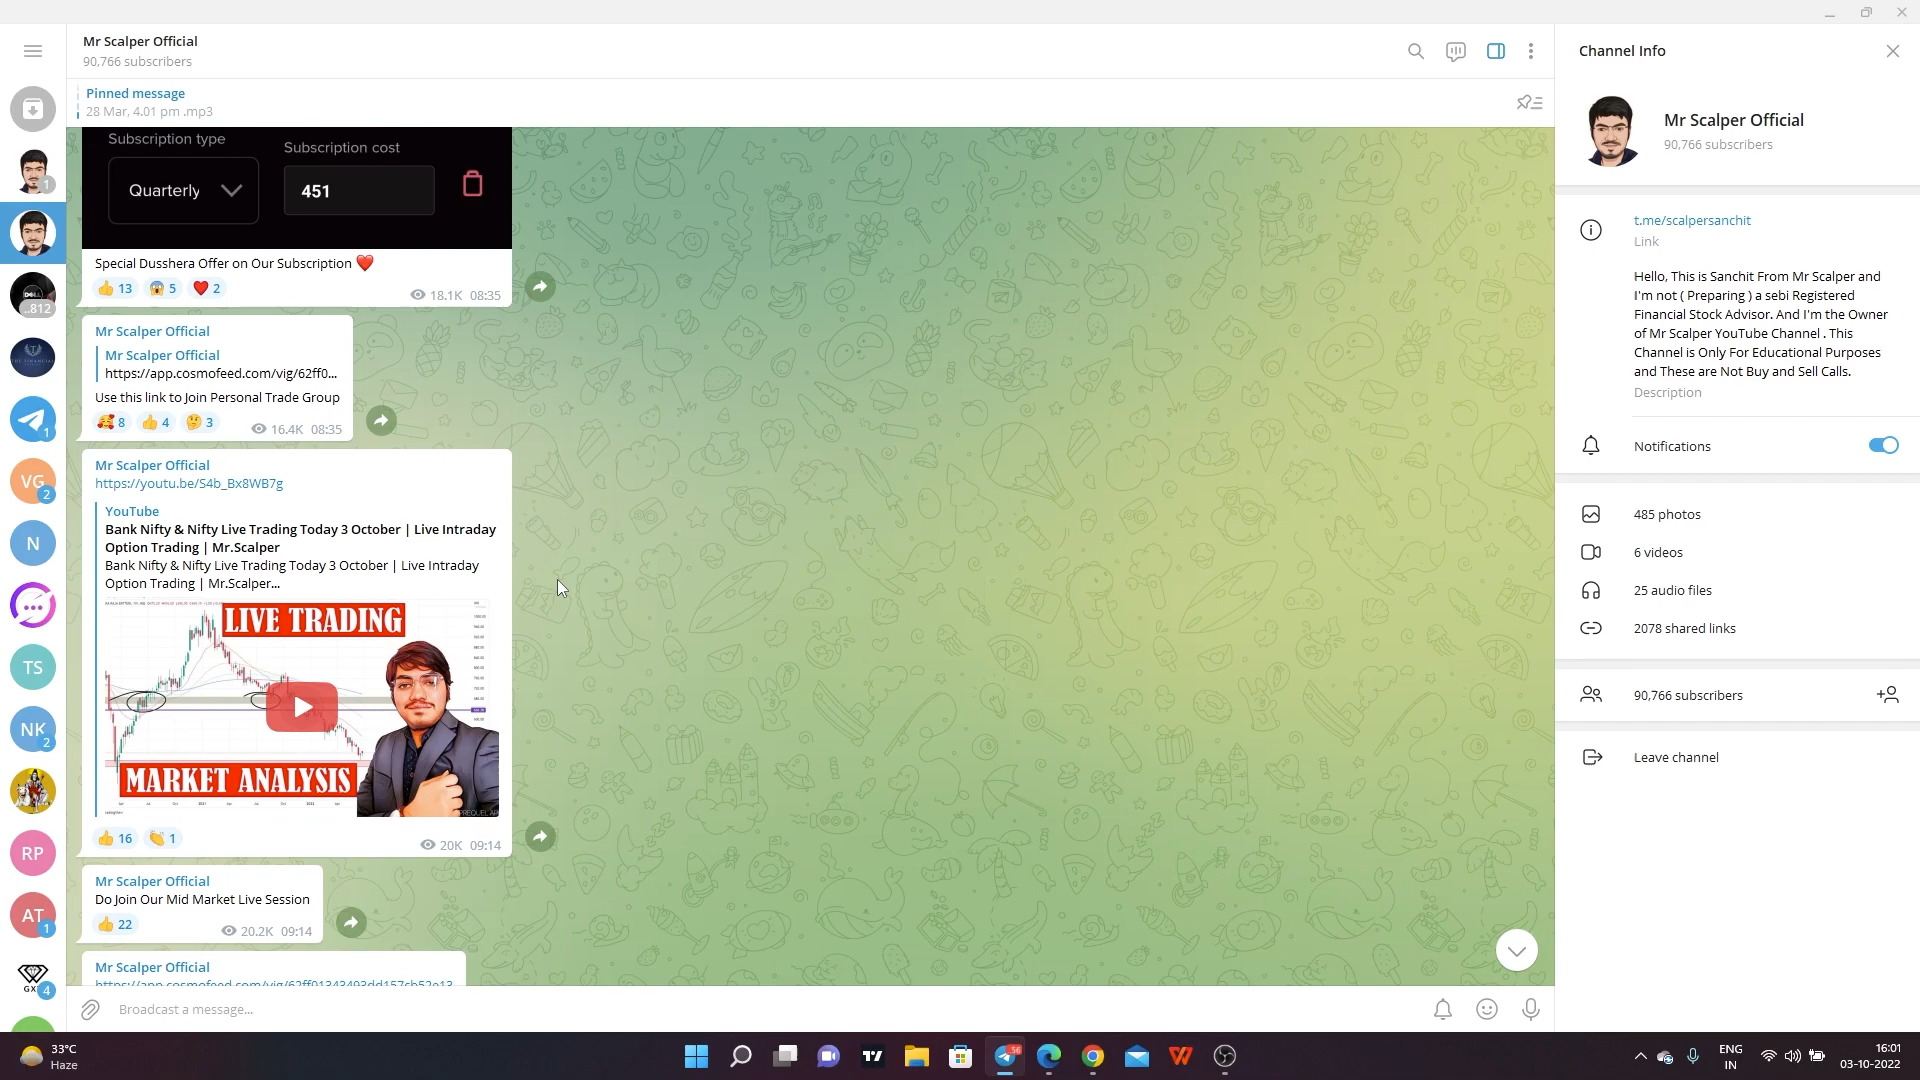 Mr Scalper Official
90,766 subscribers
Pinned message
28 Mar, 4.01 pm .mp3
Subscription type
Subscription cost
Quarterly
451
Special Dusshera Offer on Our Subscription ❤️
👍 13 😱 5 ❤️ 2
18.1K 08:35
Mr Scalper Official
Mr Scalper Official
https://app.cosmofeed.com/vig/62ff0...
Use this link to Join Personal Trade Group
🥰 8 👍 4 🤔 3
16.4K 08:35
Mr Scalper Official
https://youtu.be/S4b_Bx8WB7g
YouTube
Bank Nifty & Nifty Live Trading Today 3 October | Live Intraday
Option Trading | Mr.Scalper
Bank Nifty & Nifty Live Trading Today 3 October | Live Intraday
Option Trading | Mr.Scalper...
LIVE TRADING
MARKET ANALYSIS
👍 16 👏 1
20K 09:14
Mr Scalper Official
Do Join Our Mid Market Live Session
👍 22
20.2K 09:14
Mr Scalper Official
Broadcast a message...
1
DELL
..812
1
VG
2
N
TS
NK
2
RP
AT
1
4
Channel Info
Mr Scalper Official
90,766 subscribers
t.me/scalpersanchit
Link
Hello, This is Sanchit From Mr Scalper and
I'm not ( Preparing ) a sebi Registered
Financial Stock Advisor. And I'm the Owner
of Mr Scalper YouTube Channel . This
Channel is Only For Educational Purposes
and These are Not Buy and Sell Calls.
Description
Notifications
485 photos
6 videos
25 audio files
2078 shared links
90,766 subscribers
Leave channel
33°C
Haze
ENG
IN
16:01
03-10-2022